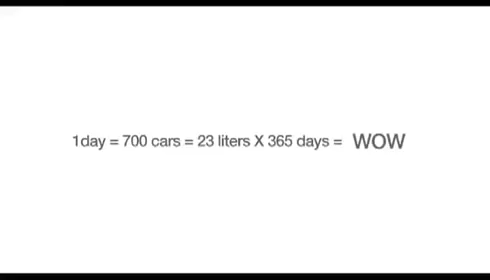 1day = 700 cars = 23 liters X 365 days = WOW